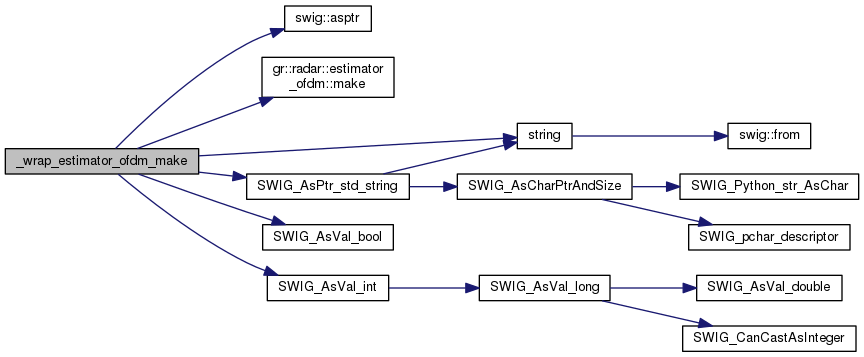 swig::asptr
gr::radar::estimator
_ofdm::make
_wrap_estimator_ofdm_make
string
swig::from
SWIG_AsPtr_std_string
SWIG_AsCharPtrAndSize
SWIG_Python_str_AsChar
SWIG_pchar_descriptor
SWIG_AsVal_bool
SWIG_AsVal_int
SWIG_AsVal_long
SWIG_AsVal_double
SWIG_CanCastAsInteger